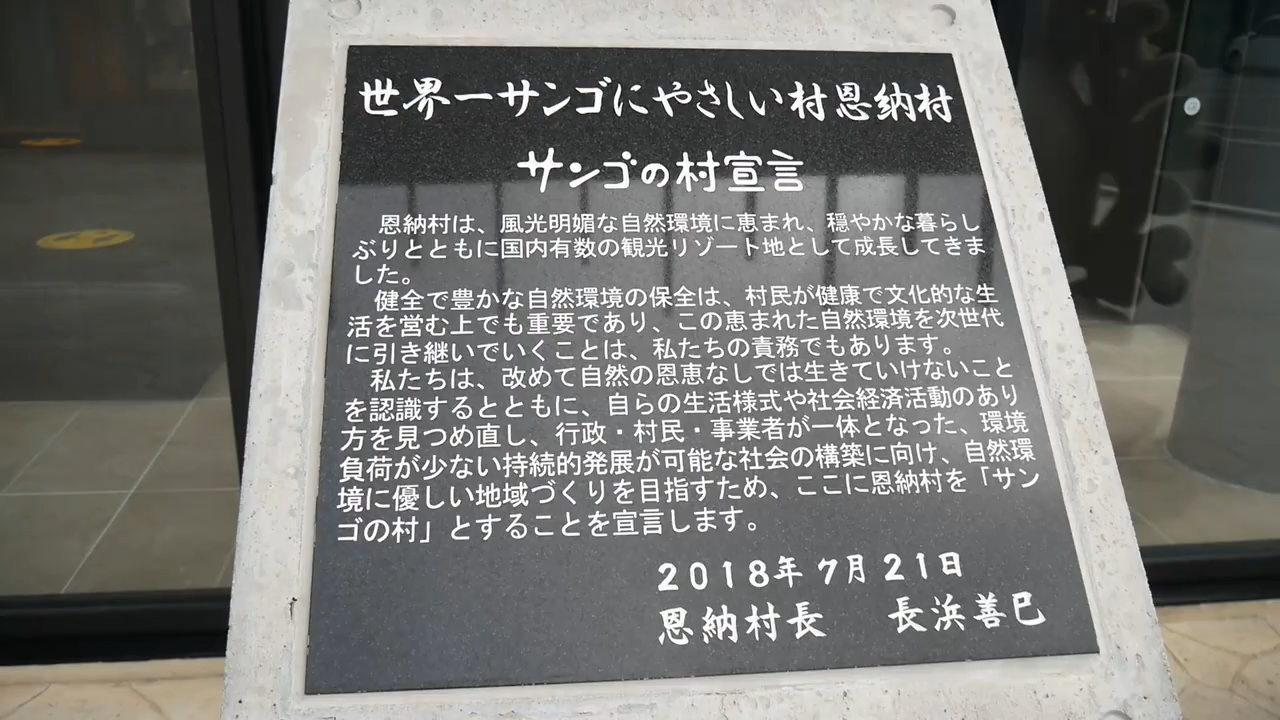 世界一サンゴにやさしい村恩納村
サンゴの村宣言
恩納村は、風光明媚な自然環境に恵まれ、穏やかな暮らし
ぶりとともに国内有数の観光リゾート地として成長してきま
した。
健全で豊かな自然環境の保全は、村民が健康で文化的な生
活を営む上でも重要であり、この恵まれた自然環境を次世代
に引き継いでいくことは、私たちの責務でもあります。
私たちは、改めて自然の恩恵なしでは生きていけないこと
を認識するとともに、自らの生活様式や社会経済活動のあり
方を見つめ直し、行政・村民・事業者が一体となった、環境
負荷が少ない持続的発展が可能な社会の構築に向け、自然環
境に優しい地域づくりを目指すため、ここに恩納村を「サン
ゴの村」とすることを宣言します。
2018年7月21日
恩納村長　長浜善巳